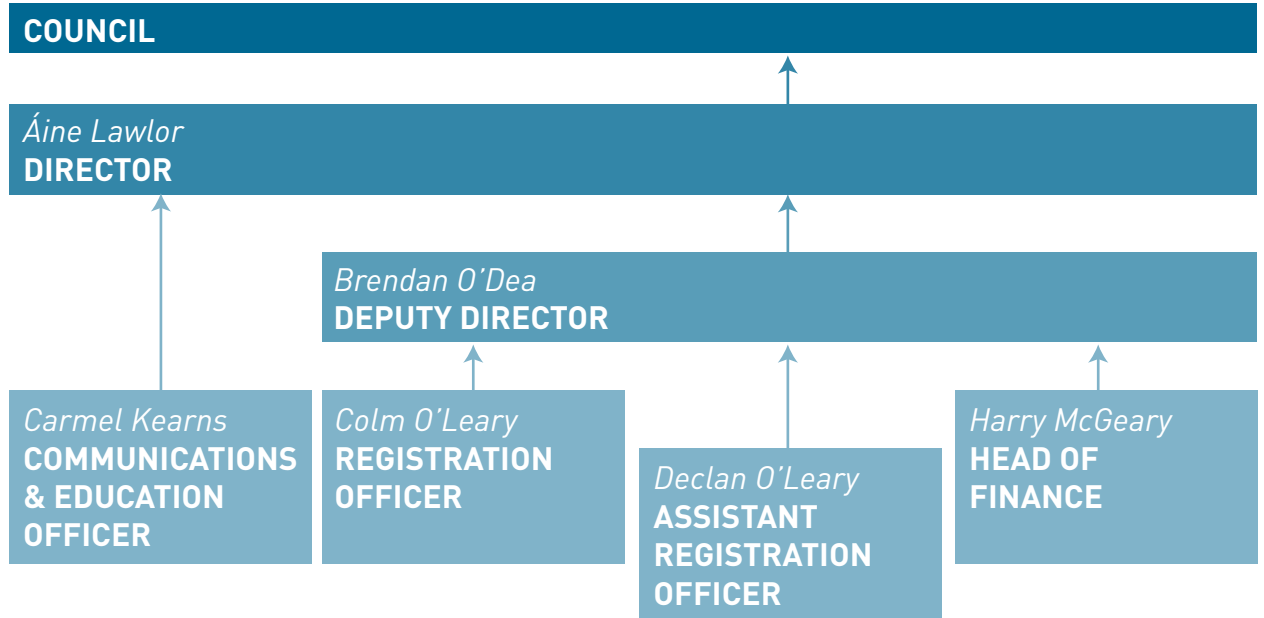 COUNCIL
Áine Lawlor
DIRECTOR
Brendan O'Dea
DEPUTY DIRECTOR
Carmel Kearns
COMMUNICATIONS
& EDUCATION
OFFICER
Colm O'Leary
REGISTRATION
OFFICER
Declan O'Leary
ASSISTANT
REGISTRATION
OFFICER
Harry McGeary
HEAD OF
FINANCE